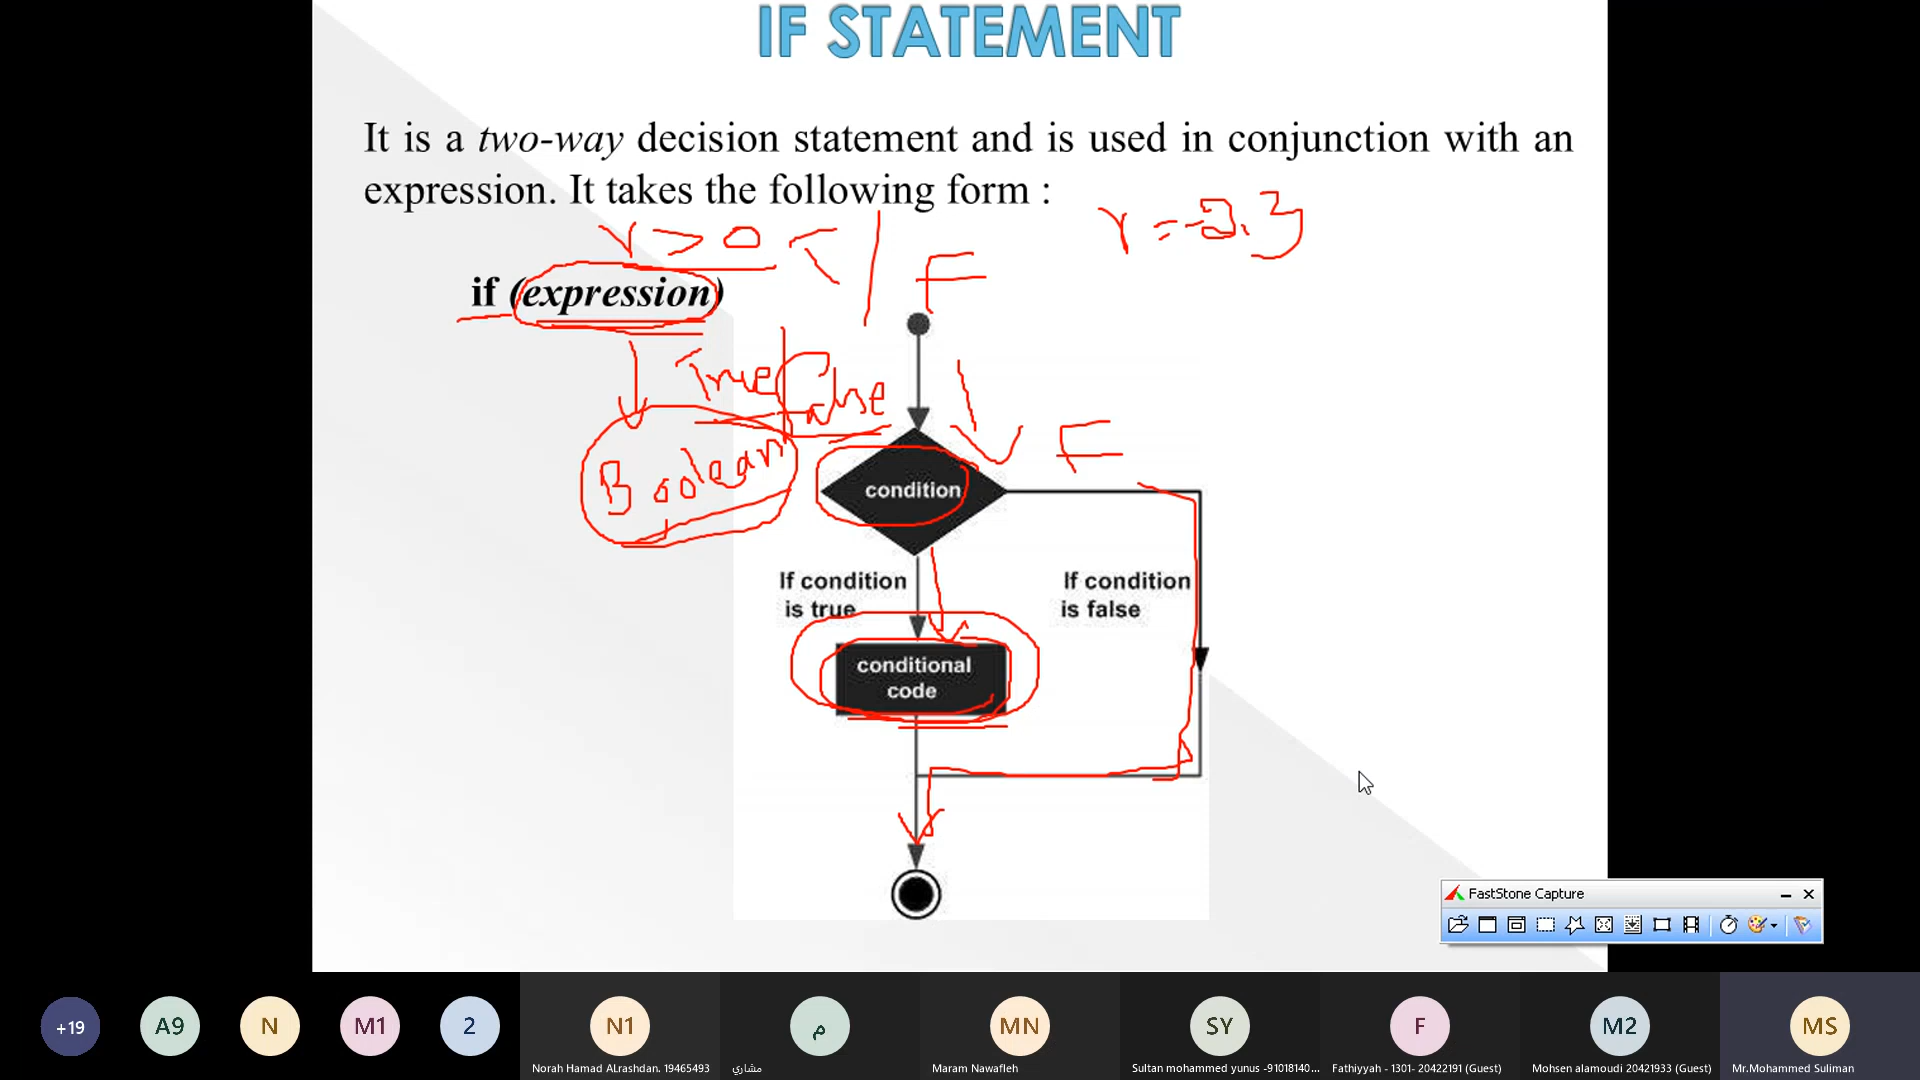 IF STATEMENT
It is a two-way decision statement and is used in conjunction with an
expression. It takes the following form :
r = -2.3
r > 0
F
if (expression)
True False
F
Boolean
condition
If condition
is true
If condition
is false
conditional
code
FastStone Capture
+19
A9
N
M1
2
N1
م
MN
SY
F
M2
MS
Norah Hamad ALrashdan. 19465493
مشاري
Maram Nawafleh
Sultan mohammed yunus -91018140...
Fathiyyah - 1301- 20422191 (Guest)
Mohsen alamoudi 20421933 (Guest)
Mr.Mohammed Suliman